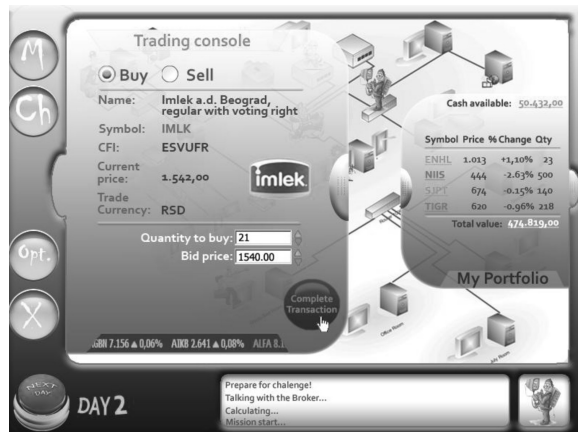 M
Ch
Opt.
X
Trading console
Buy Sell
Name: Imlek a.d. Beograd,
regular with voting right
Symbol: IMLK
CFI: ESVUFR
Current
price: 1.542,00
imlek
Trade
Currency: RSD
Quantity to buy: 21
Bid price: 1540.00
Complete
Transaction
GBN 7.156 ▲ 0,06% AIKB 2.641 ▲ 0,08% ALFA 8.1
Cash available: 50.432,00
Symbol Price %Change Qty
ENHL 1.013 +1,10% 23
NIIS 444 -2.63% 500
SJPT 674 -0.15% 140
TIGR 620 -0.96% 218
Total value: 474.819,00
My Portfolio
Office Room
NEXT
DAY
DAY 2
Prepare for chalenge!
Talking with the Broker...
Calculating...
Mission start...